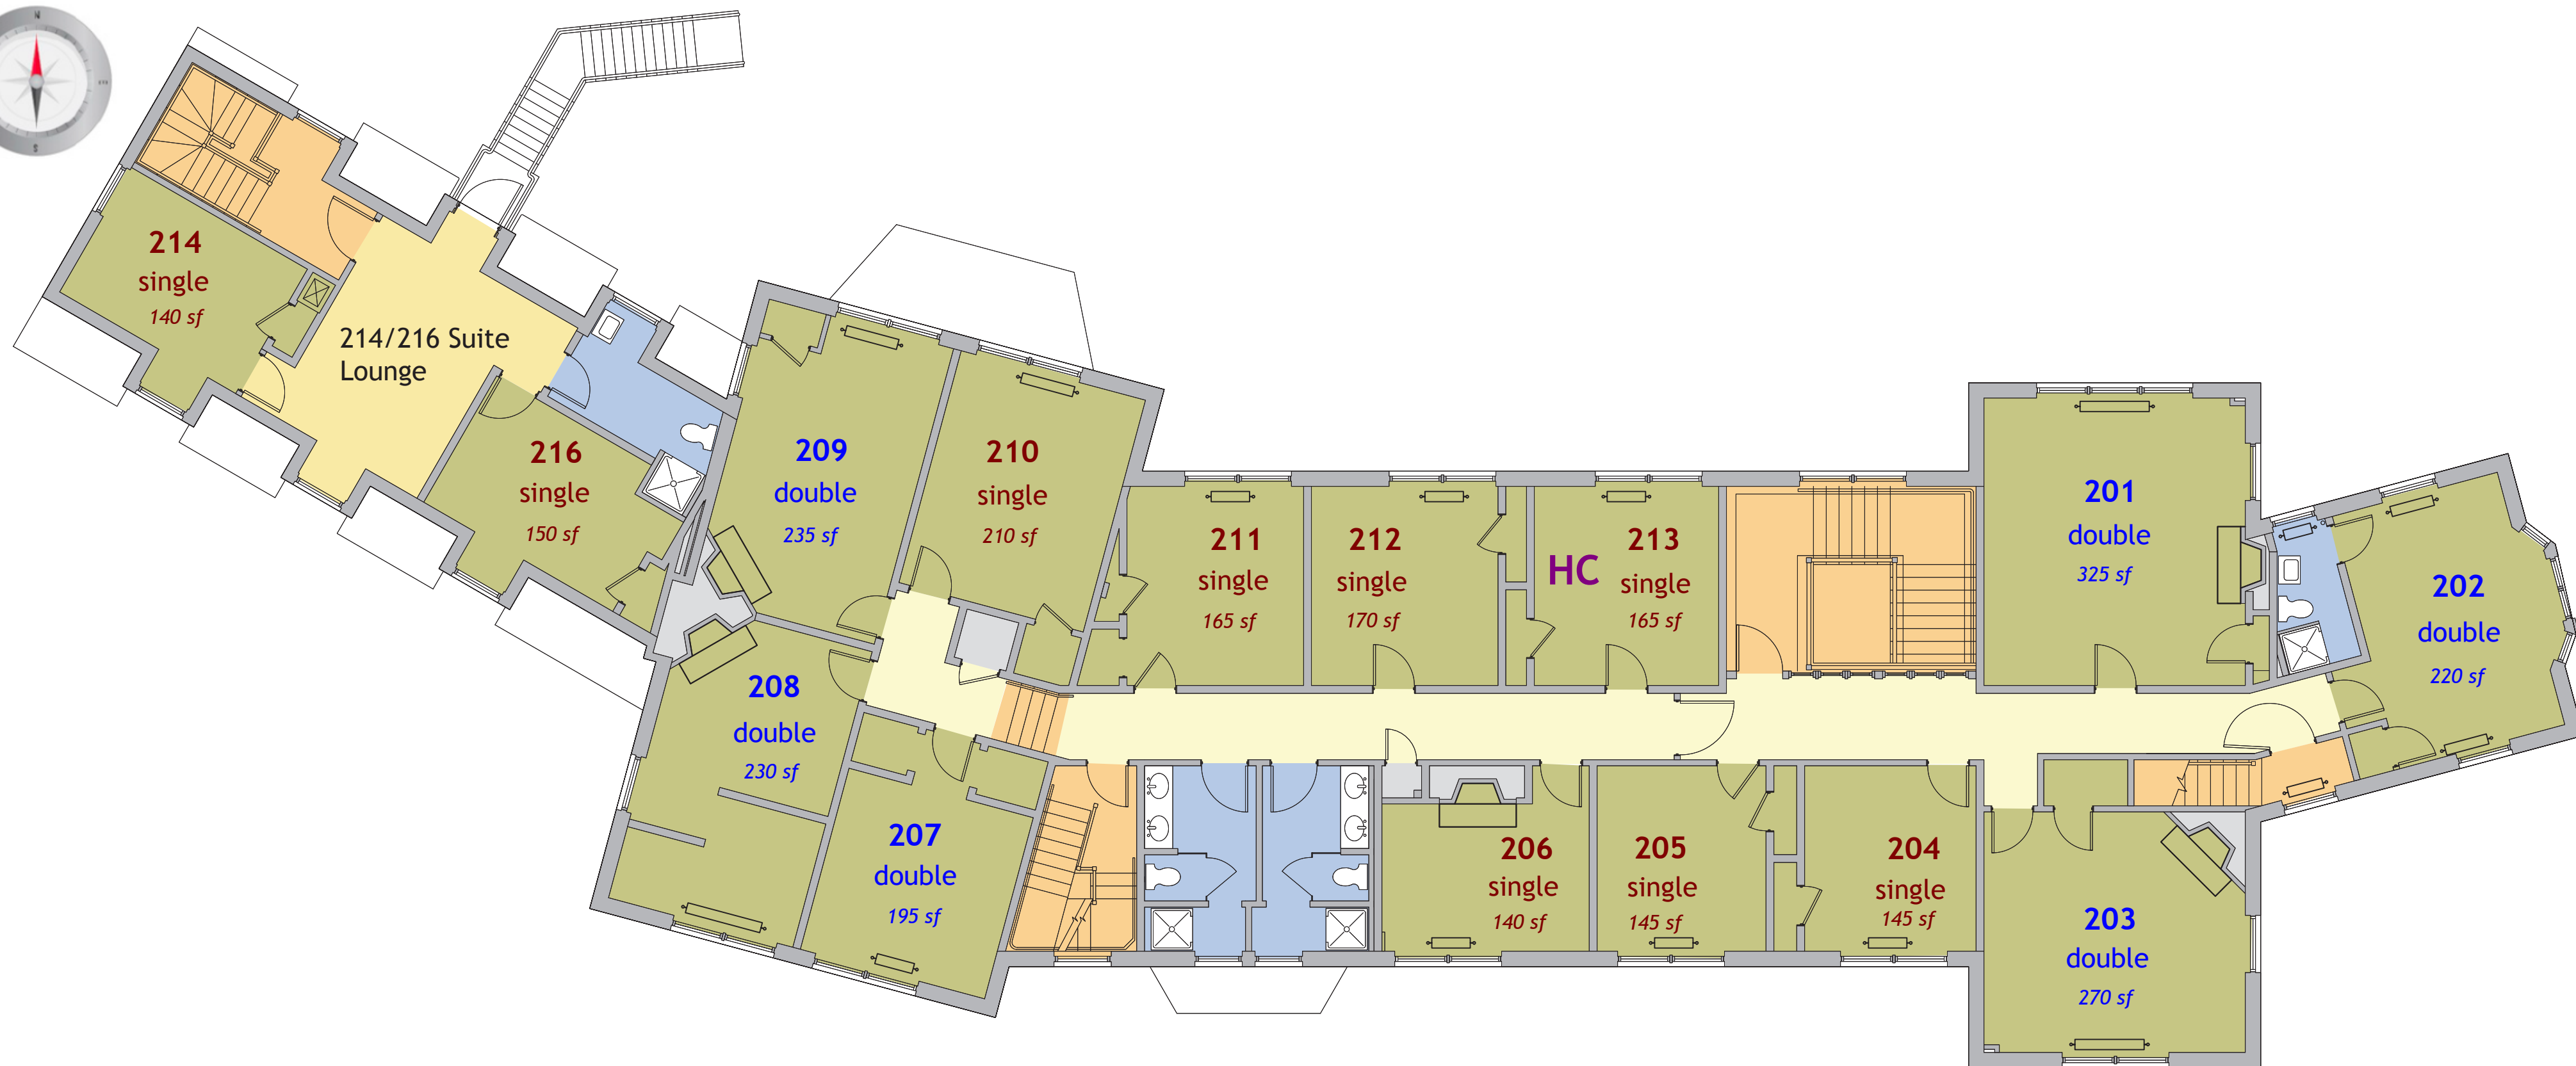 N
S
214
single
140 sf
214/216 Suite
Lounge
216
single
150 sf
209
double
235 sf
210
single
210 sf
211
single
165 sf
212
single
170 sf
HC
213
single
165 sf
201
double
325 sf
202
double
220 sf
208
double
230 sf
207
double
195 sf
206
single
140 sf
205
single
145 sf
204
single
145 sf
203
double
270 sf